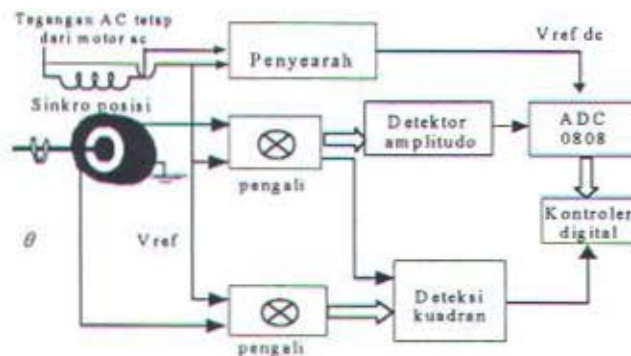 Tegangan AC tetap
dari motor ac
Penyearah
Vref dc
Sinkro posisi
Detektor
amplitudo
ADC
0808
pengali
θ
Vref
Kontroler
digital
Deteksi
kuadran
pengali